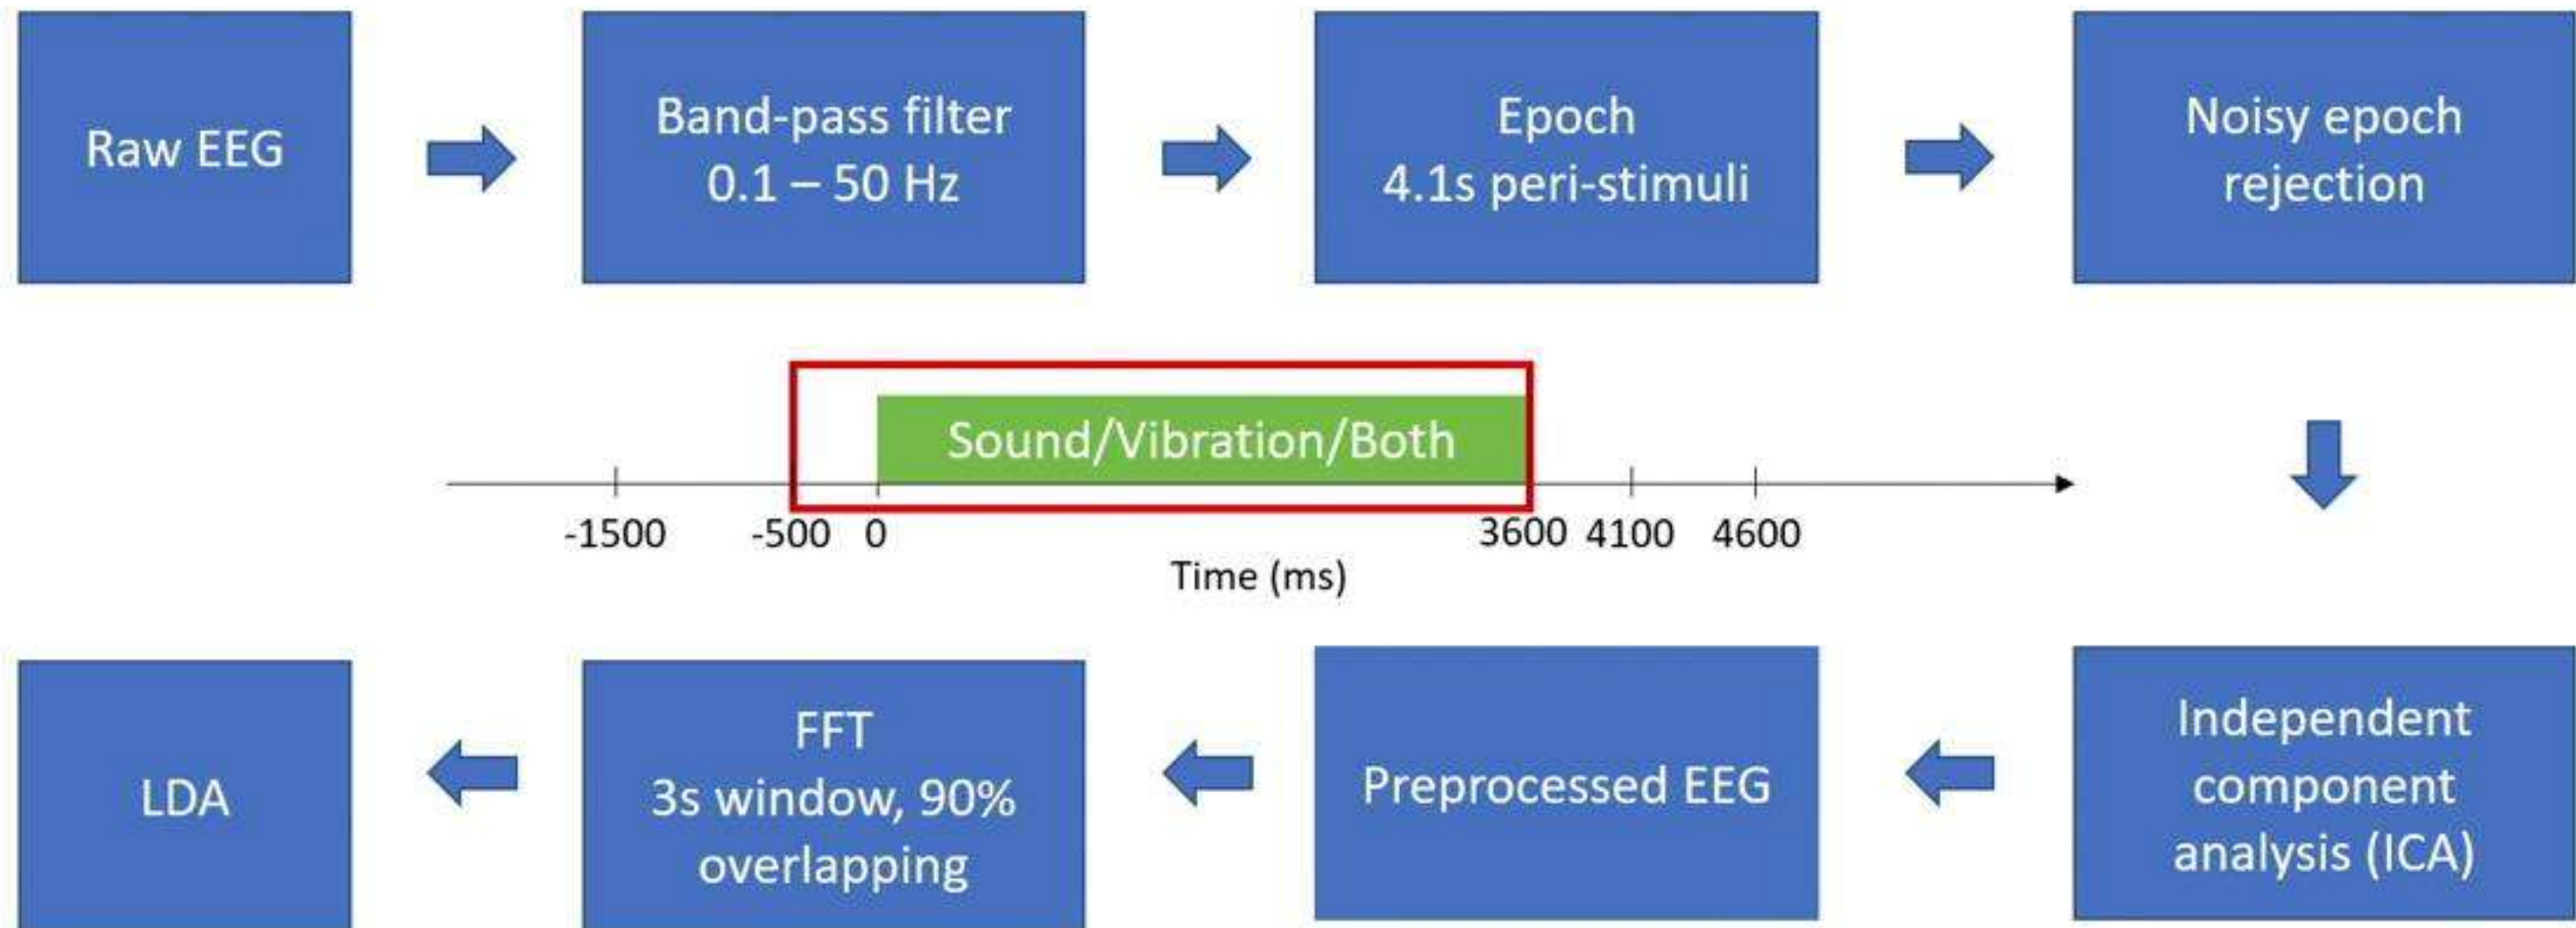 Raw EEG
Band-pass filter
0.1 – 50 Hz
Epoch
4.1s peri-stimuli
Noisy epoch
rejection
Sound/Vibration/Both
-1500 -500 0 3600 4100 4600
Time (ms)
LDA
FFT
3s window, 90%
overlapping
Preprocessed EEG
Independent
component
analysis (ICA)